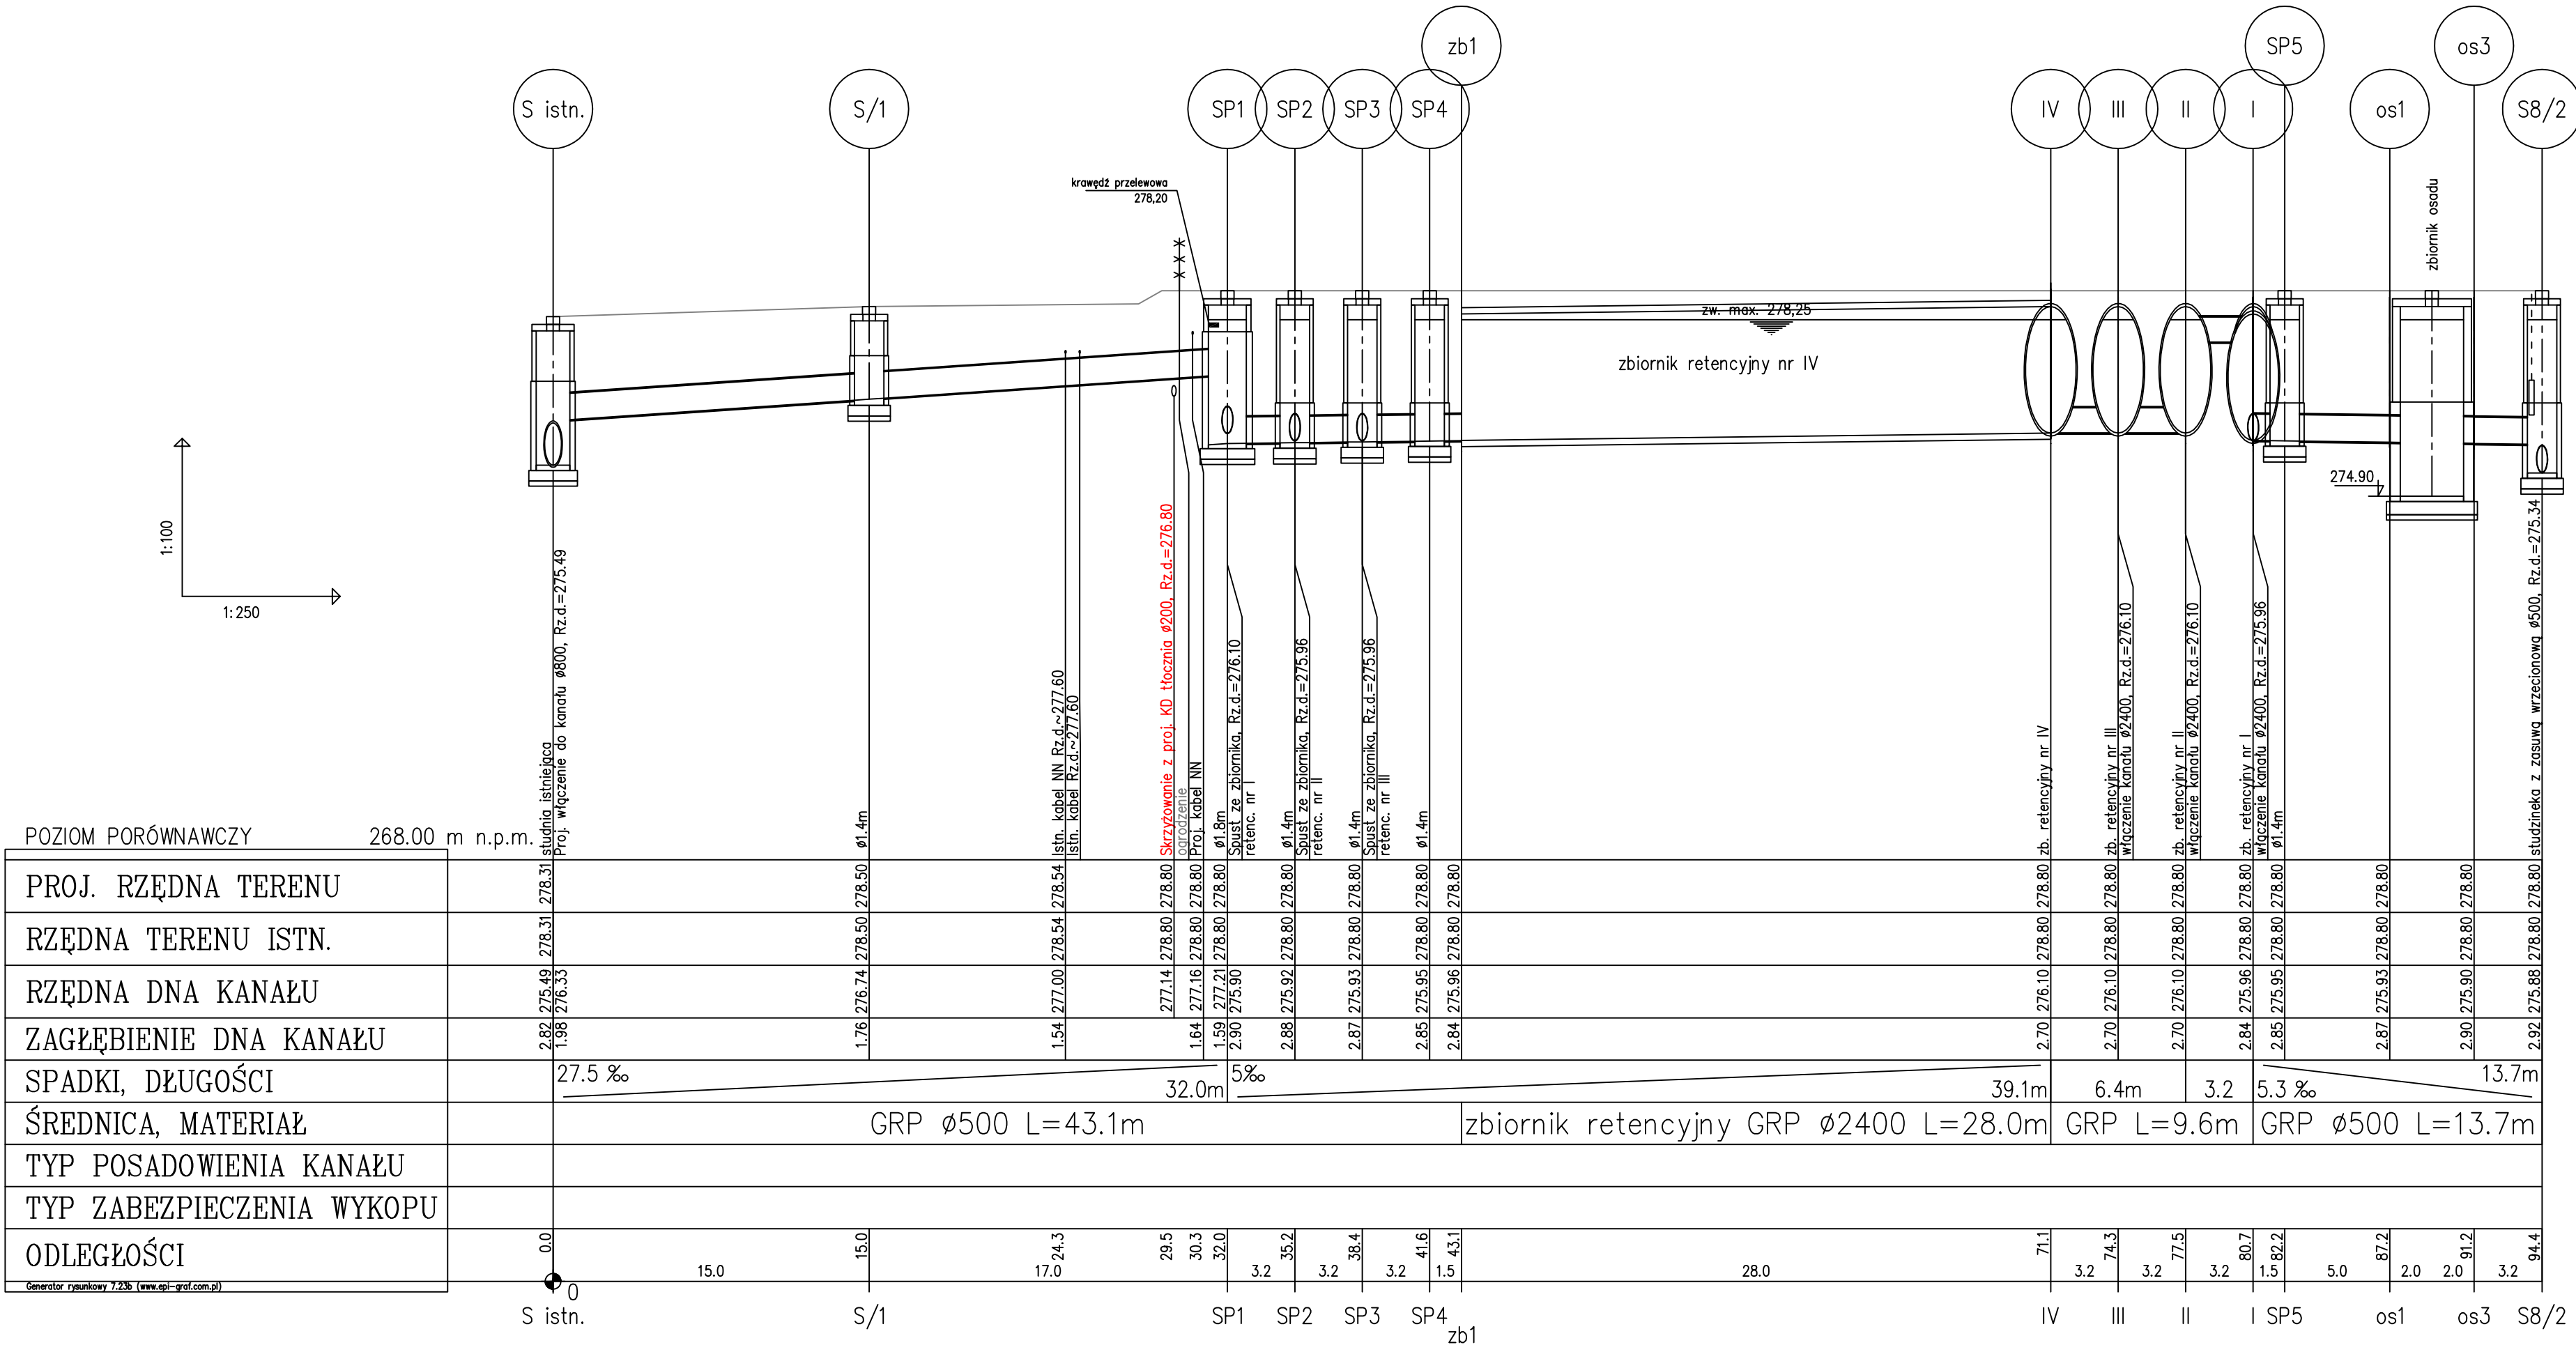 zb1
SP5
os3
S istn.
S/1
SP1
SP2
SP3
SP4
IV
III
II
I
os1
S8/2
krawędź przelewowa
278,20
zbiornik osadu
zw. max. 278,25
zbiornik retencyjny nr IV
274.90
1:100
1:250
studnia istniejąca
Proj. włączenie do kanału ø800, Rz.d.=275.49
ø1.4m
Istn. kabel NN Rz.d.~277.60
Istn. kabel Rz.d.~277.60
Skrzyżowanie z proj. KD tłocznia ø200, Rz.d.=276.80
ogrodzenie
Proj. kabel NN
ø1.8m
Spust ze zbiornika, Rz.d.=276.10
retenc. nr I
ø1.4m
Spust ze zbiornika, Rz.d.=275.96
retenc. nr II
ø1.4m
Spust ze zbiornika, Rz.d.=275.96
retenc. nr III
ø1.4m
zb. retencyjny nr IV
zb. retencyjny nr III
włączenie kanału ø2400, Rz.d.=276.10
zb. retencyjny nr II
włączenie kanału ø2400, Rz.d.=276.10
zb. retencyjny nr I
włączenie kanału ø2400, Rz.d.=275.96
ø1.4m
studzineka z zasuwą wrzecionową ø500, Rz.d.=275.34
POZIOM PORÓWNAWCZY 268.00 m n.p.m.
PROJ. RZĘDNA TERENU 278.31 278.50 278.54 278.80 278.80 278.80 278.80 278.80 278.80 278.80 278.80 278.80 278.80 278.80 278.80 278.80 278.80 278.80
RZĘDNA TERENU ISTN. 278.31 278.50 278.54 278.80 278.80 278.80 278.80 278.80 278.80 278.80 278.80 278.80 278.80 278.80 278.80 278.80 278.80 278.80
RZĘDNA DNA KANAŁU 275.49 276.33 276.74 277.00 277.14 277.16 277.21 275.90 275.92 275.93 275.95 275.96 276.10 276.10 276.10 275.96 275.95 275.93 275.90 275.88
ZAGŁĘBIENIE DNA KANAŁU 2.82 1.98 1.76 1.54 1.64 1.59 2.90 2.88 2.87 2.85 2.84 2.70 2.70 2.70 2.84 2.85 2.87 2.90 2.92
SPADKI, DŁUGOŚCI 27.5 ‰ 32.0m 5‰ 39.1m 6.4m 3.2 5.3 ‰ 13.7m
ŚREDNICA, MATERIAŁ GRP ø500 L=43.1m zbiornik retencyjny GRP ø2400 L=28.0m GRP L=9.6m GRP ø500 L=13.7m
TYP POSADOWIENIA KANAŁU
TYP ZABEZPIECZENIA WYKOPU
ODLEGŁOŚCI 0.0 15.0 24.3 29.5 30.3 32.0 35.2 38.4 41.6 43.1 71.1 74.3 77.5 80.7 82.2 87.2 91.2 94.4
15.0 17.0 3.2 3.2 3.2 1.5 28.0 3.2 3.2 3.2 1.5 5.0 2.0 2.0 3.2
Generator rysunkowy 7.23b (www.epi-graf.com.pl)
0
S istn. S/1 SP1 SP2 SP3 SP4 IV III II I SP5 os1 os3 S8/2
zb1